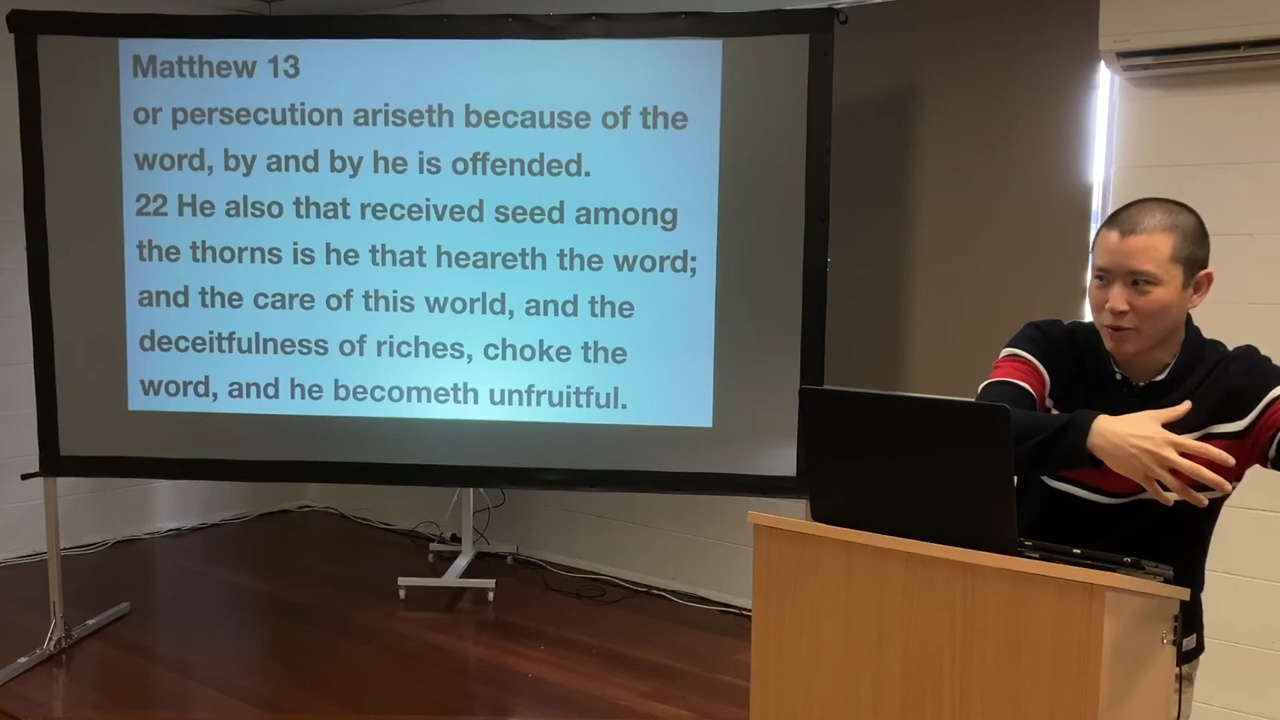 Matthew 13
or persecution ariseth because of the
word, by and by he is offended.
22 He also that received seed among
the thorns is he that heareth the word;
and the care of this world, and the
deceitfulness of riches, choke the
word, and he becometh unfruitful.